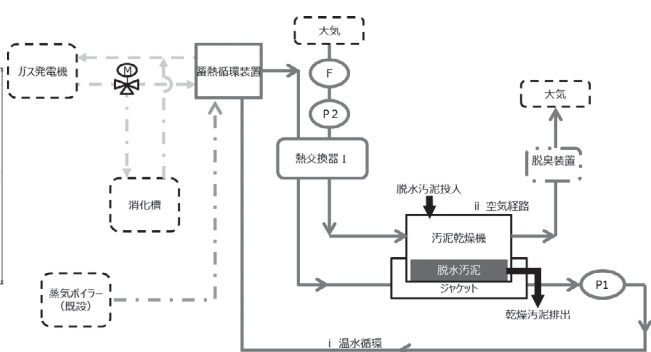 大気
ガス発電機
M
蓄熱循環装置
F
P2
大気
熱交換器 I
脱臭装置
脱水汚泥投入
ii 空気経路
消化槽
汚泥乾燥機
脱水汚泥
ジャケット
P1
蒸気ボイラー
(既設)
乾燥汚泥排出
i 温水循環